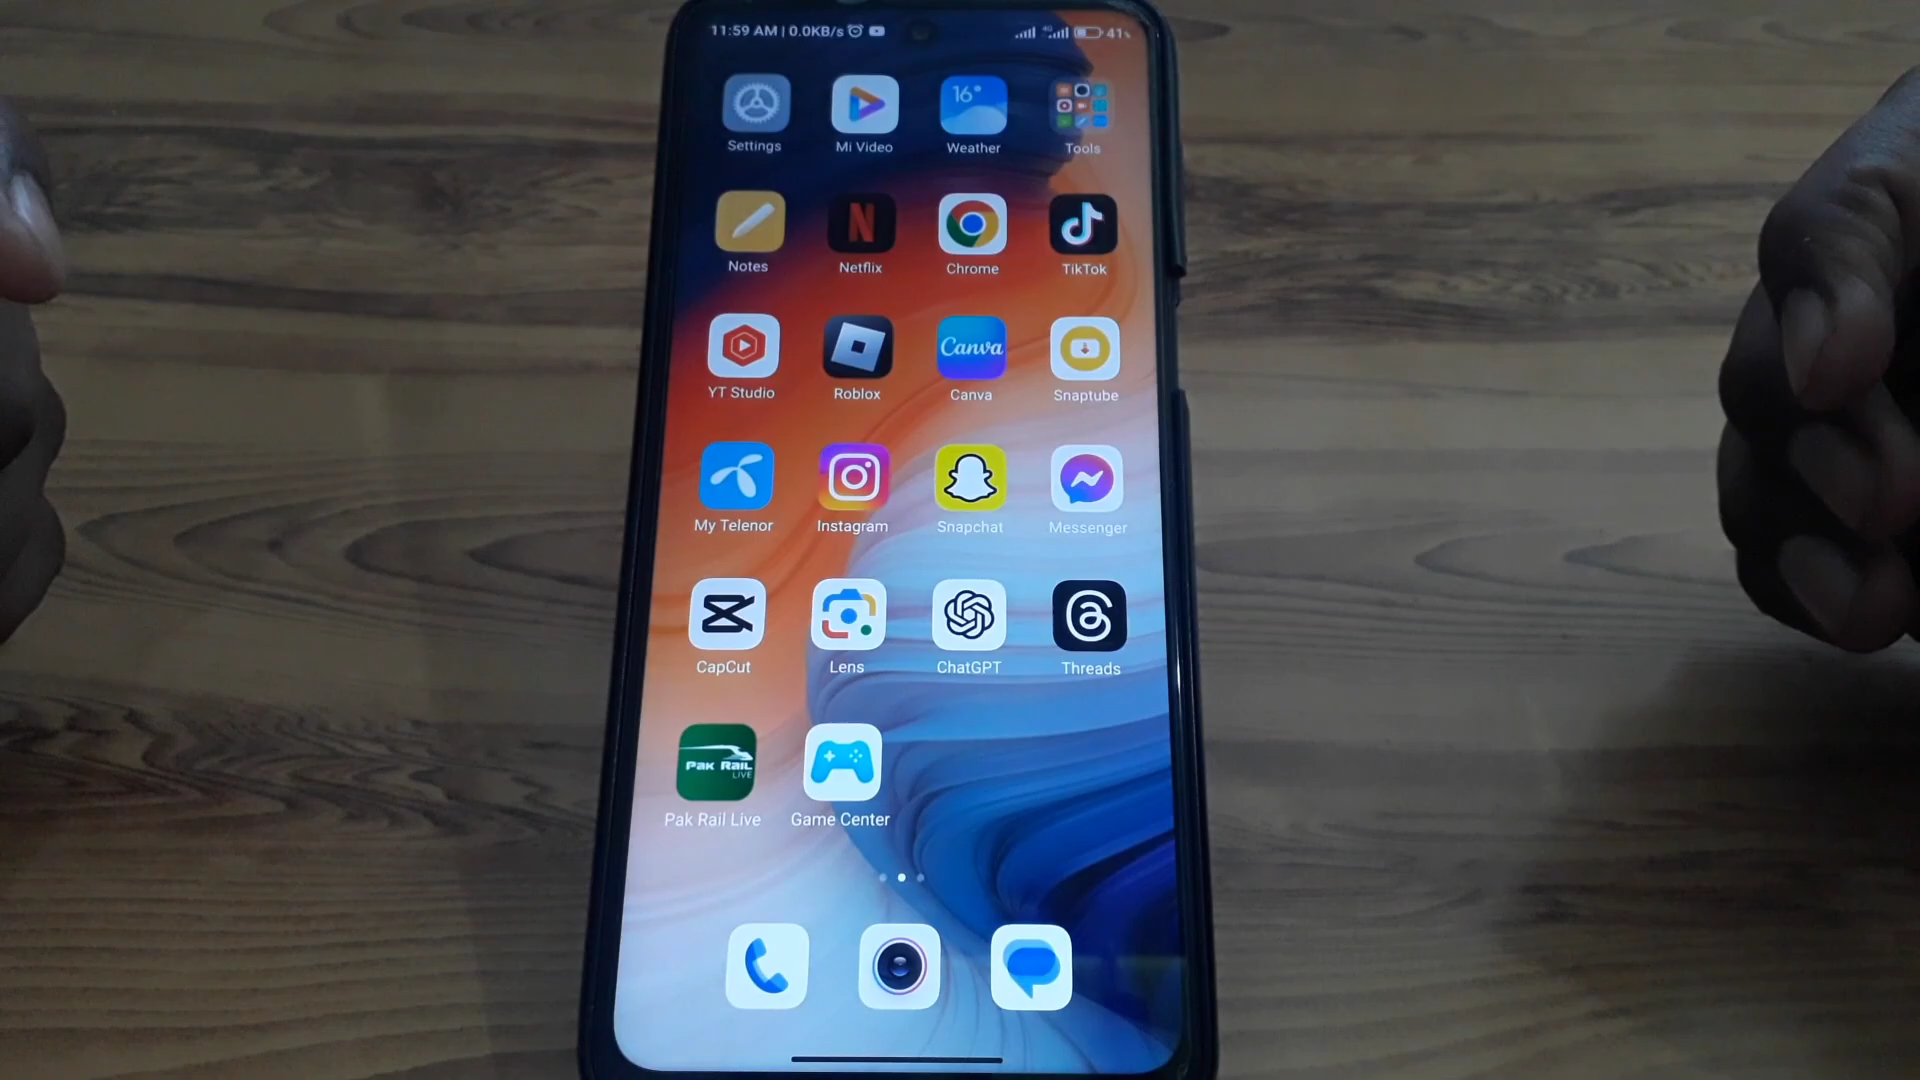 11:59 AM | 0.0KB/s 4G 41%
16°
Settings Mi Video Weather Tools
N
Notes Netflix Chrome TikTok
Canva
YT Studio Roblox Canva Snaptube
My Telenor Instagram Snapchat Messenger
CapCut Lens ChatGPT Threads
Pak Rail
LIVE
Pak Rail Live Game Center